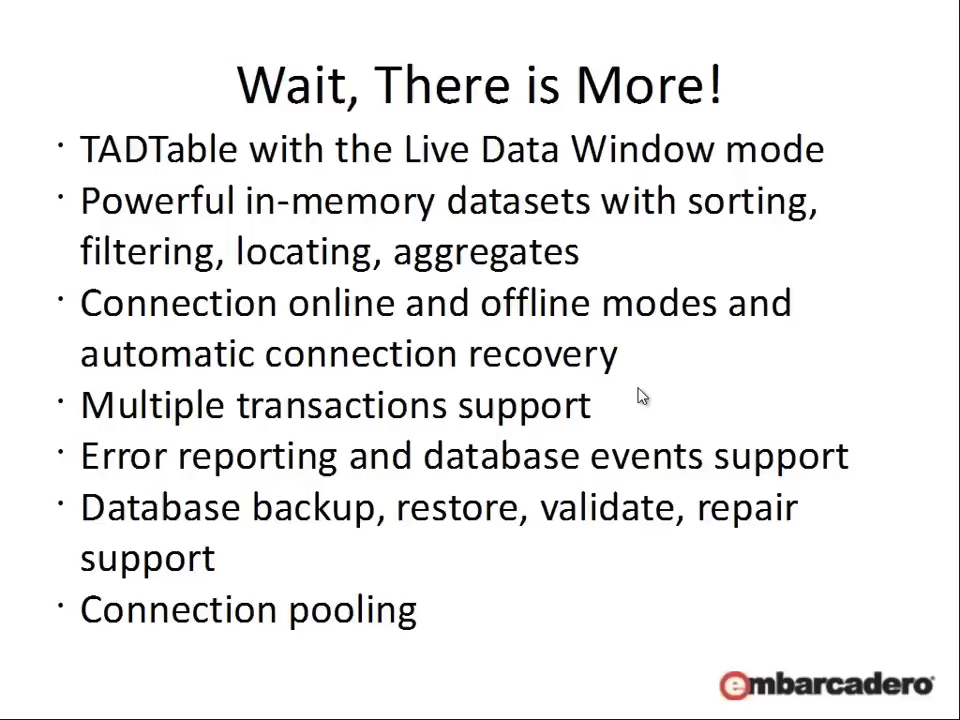 Wait, There is More!
· TADTable with the Live Data Window mode
· Powerful in-memory datasets with sorting,
filtering, locating, aggregates
· Connection online and offline modes and
automatic connection recovery
· Multiple transactions support
· Error reporting and database events support
· Database backup, restore, validate, repair
support
· Connection pooling
embarcadero